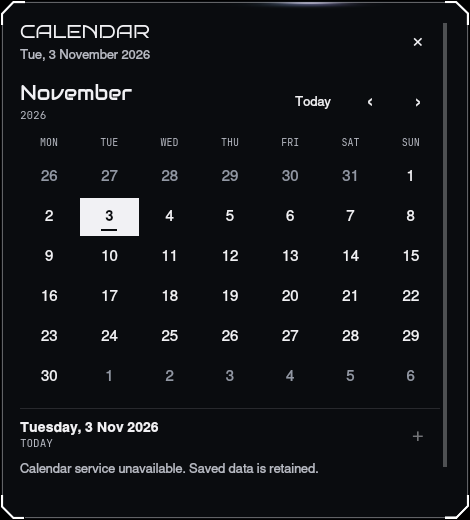 CALENDAR
Tue, 3 November 2026
×
November
2026
Today ‹ ›
MON TUE WED THU FRI SAT SUN
26 27 28 29 30 31 1
2 3 4 5 6 7 8
9 10 11 12 13 14 15
16 17 18 19 20 21 22
23 24 25 26 27 28 29
30 1 2 3 4 5 6
Tuesday, 3 Nov 2026
TODAY
+
Calendar service unavailable. Saved data is retained.